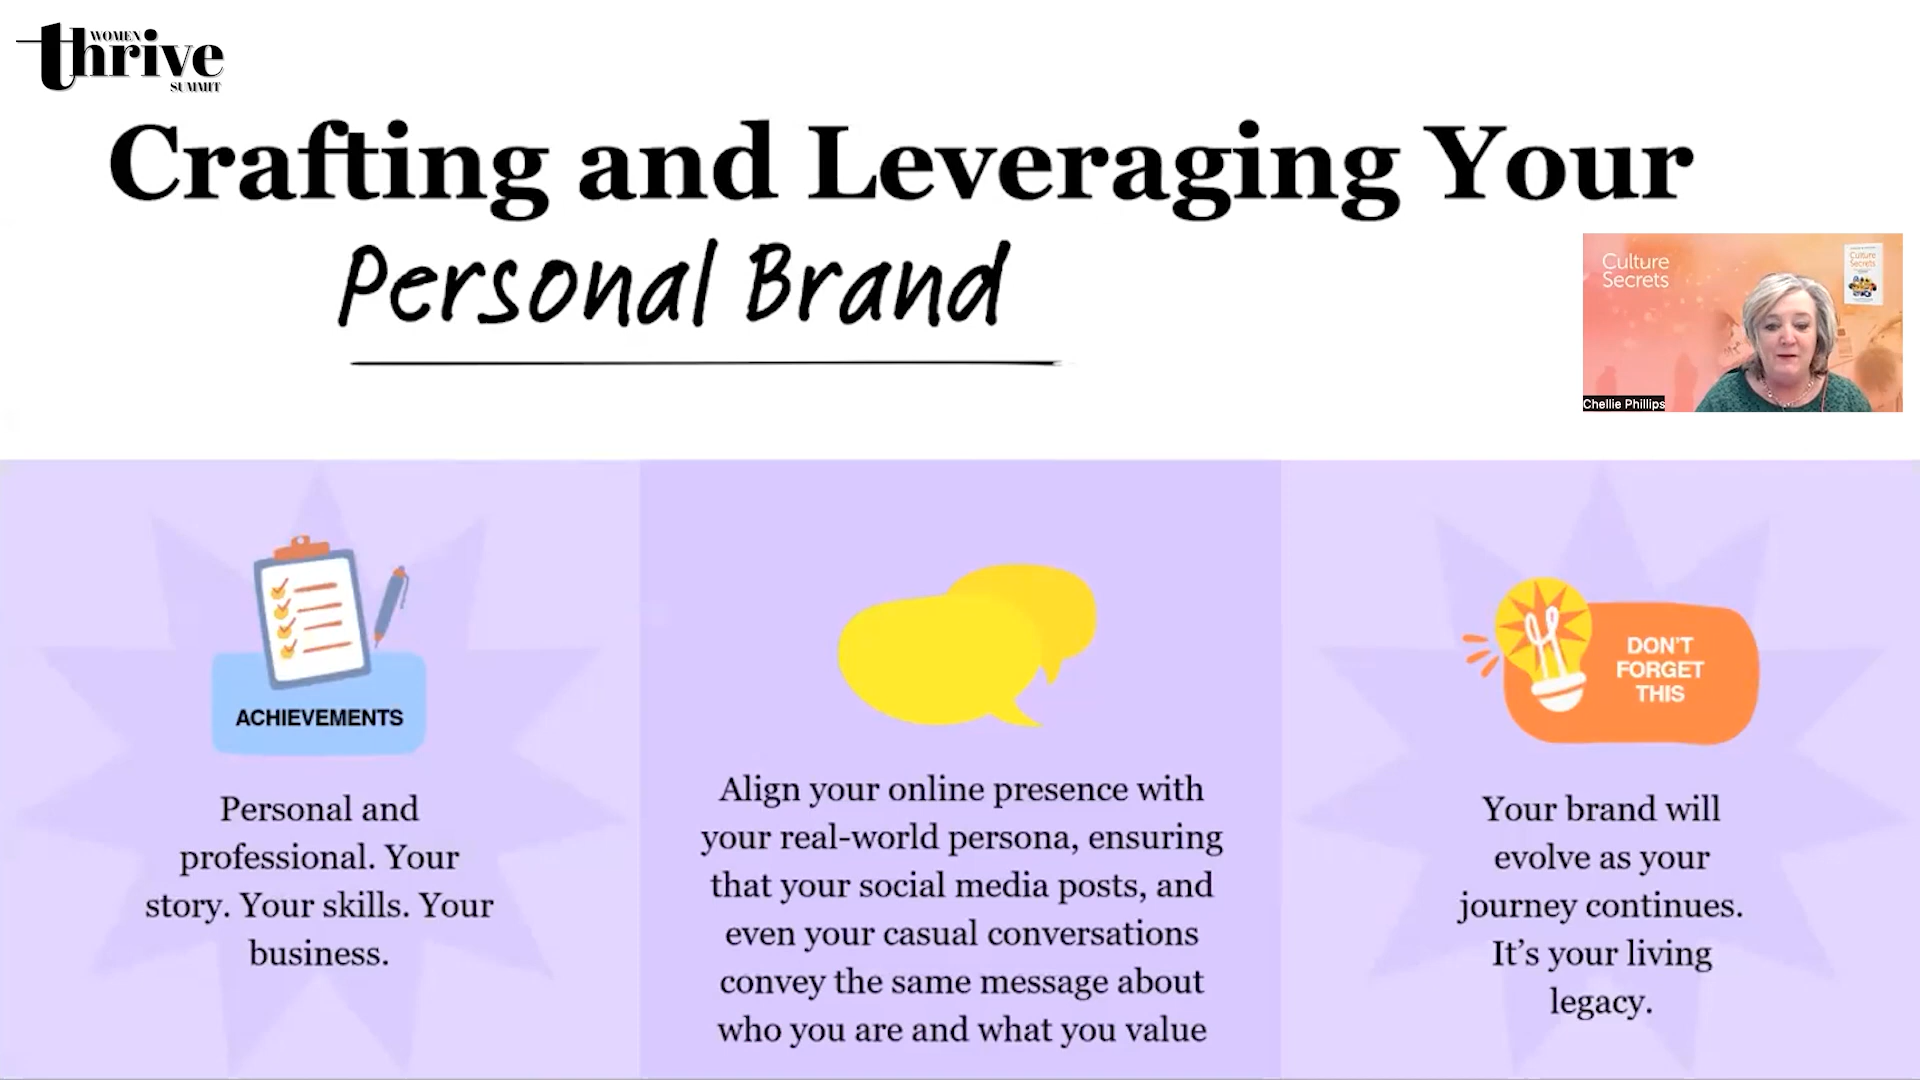 WOMEN
thrive
SUMMIT
Crafting and Leveraging Your
Personal Brand
Culture
Secrets
Culture
Secrets
Chellie Phillips
ACHIEVEMENTS
Personal and
professional. Your
story. Your skills. Your
business.
Align your online presence with
your real-world persona, ensuring
that your social media posts, and
even your casual conversations
convey the same message about
who you are and what you value
DON'T
FORGET
THIS
Your brand will
evolve as your
journey continues.
It's your living
legacy.